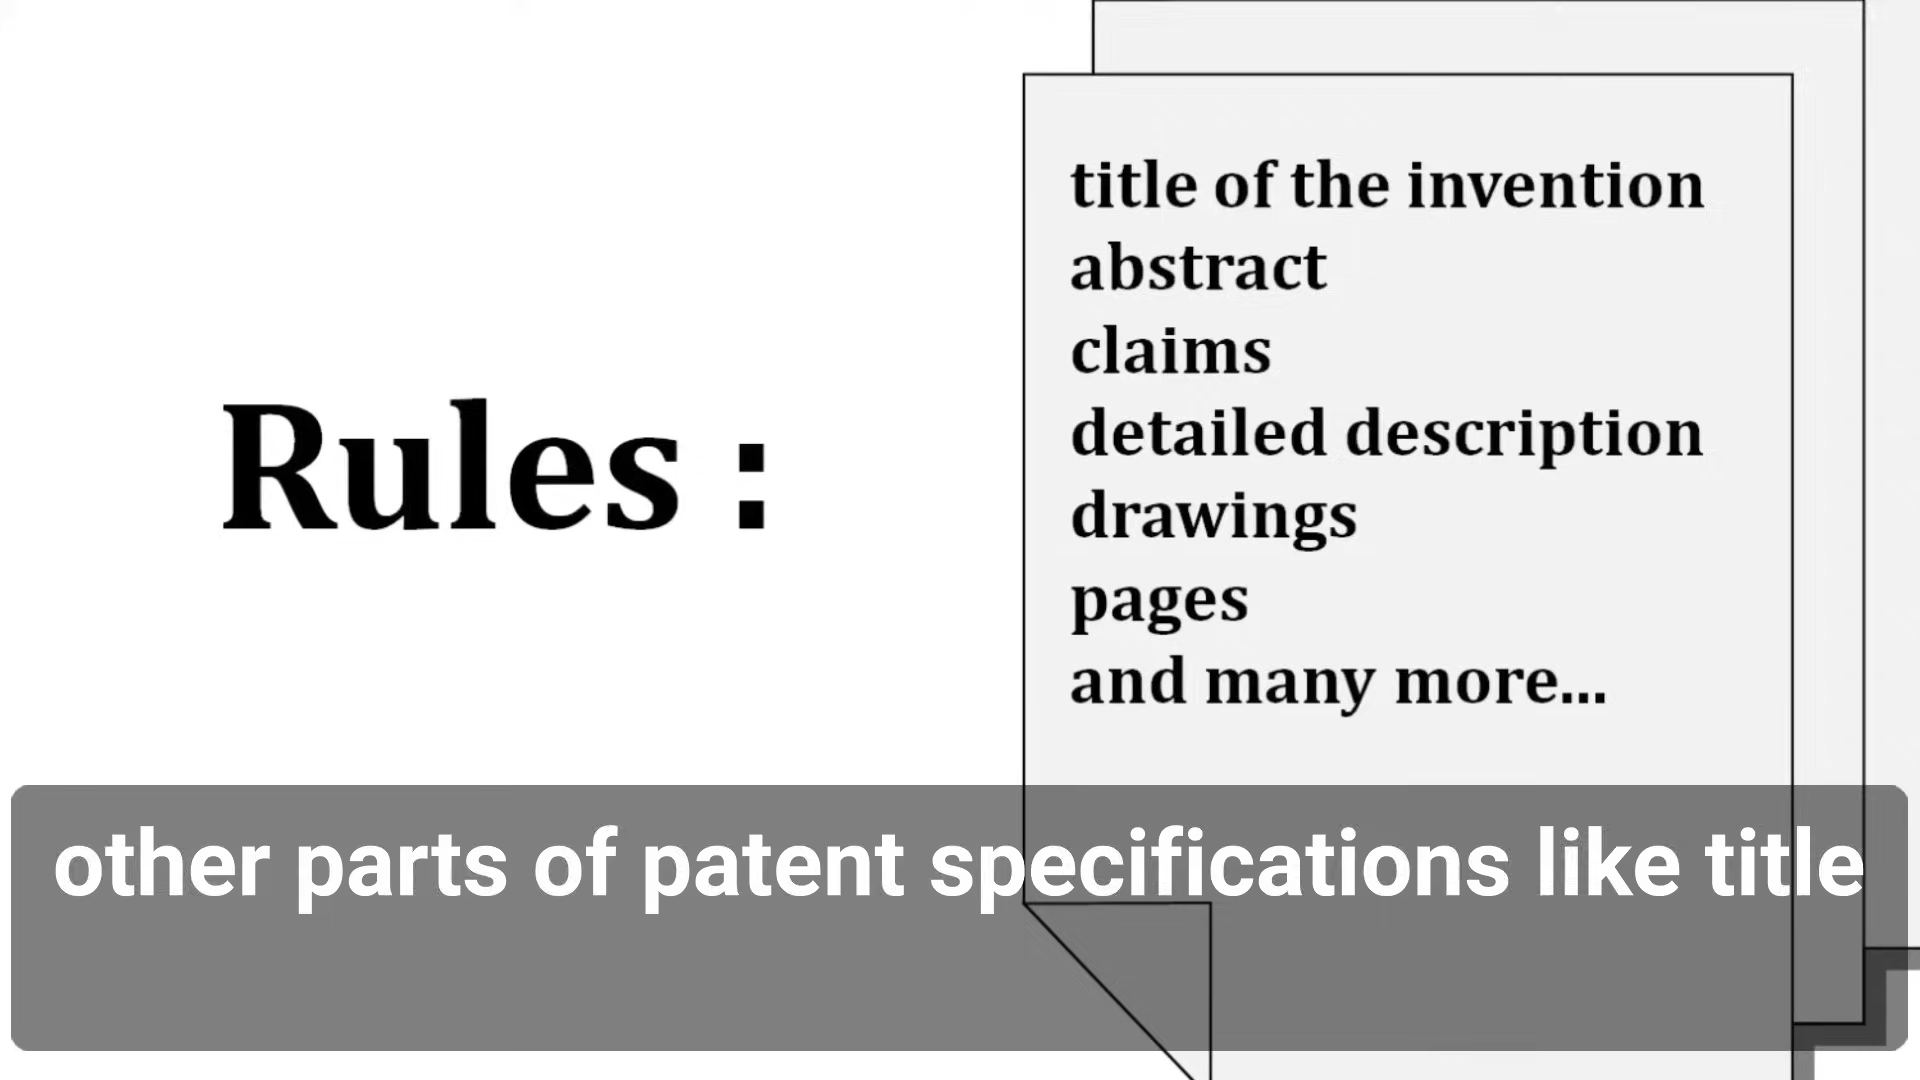 Rules :
title of the invention
abstract
claims
detailed description
drawings
pages
and many more...
other parts of patent specifications like title